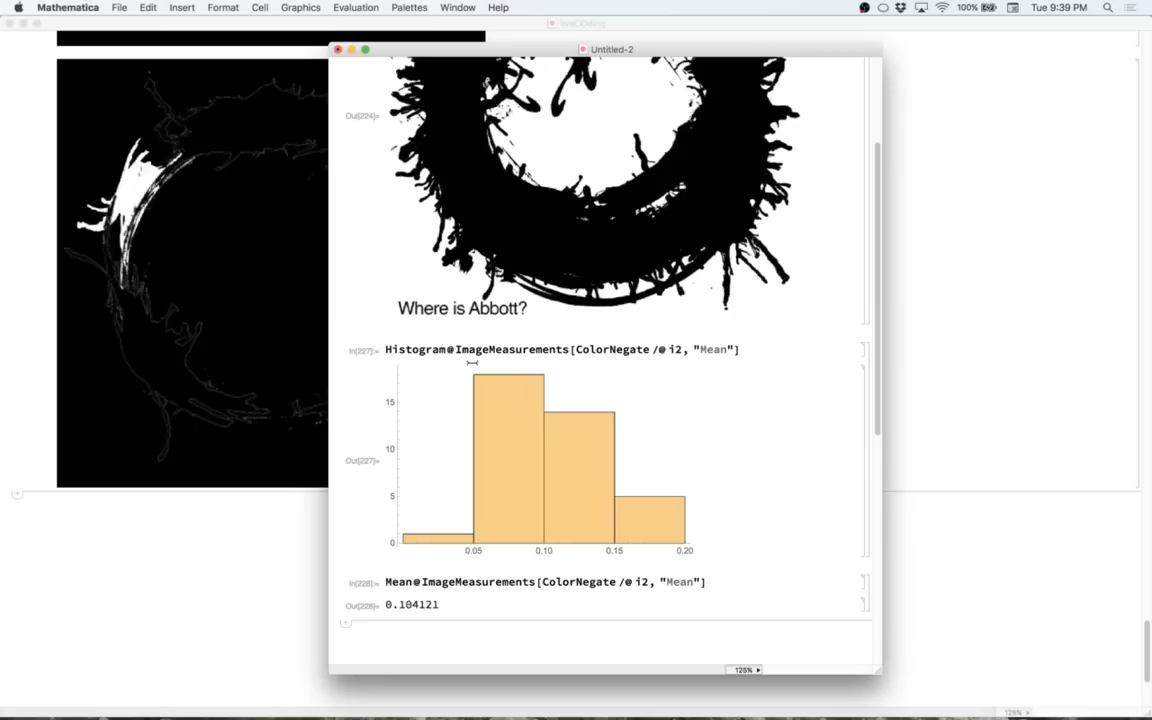 Mathematica File Edit Insert Format Cell Graphics Evaluation Palettes Window Help 100% Tue 9:39 PM
Untitled-2
Out[224]=
Where is Abbott?
In[227]:= Histogram@ImageMeasurements[ColorNegate /@ i2, "Mean"]
15
10
Out[227]=
5
0
0.05 0.10 0.15 0.20
In[228]:= Mean@ImageMeasurements[ColorNegate /@ i2, "Mean"]
Out[228]= 0.104121
125%
125%